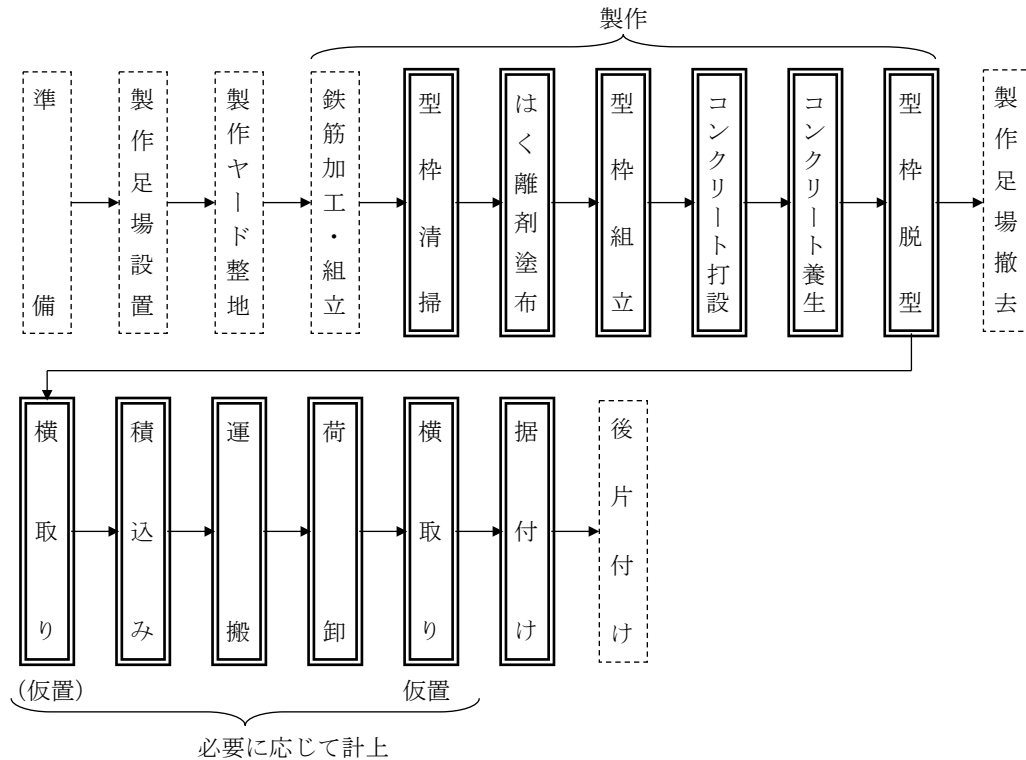 製作
準備
製作足場設置
製作ヤード整地
鉄筋加工・組立
型枠清掃
はく離剤塗布
型枠組立
コンクリート打設
コンクリート養生
型枠脱型
製作足場撤去
横取り
積込み
運搬
荷卸
横取り
据付け
後片付け
（仮置）
仮置
必要に応じて計上